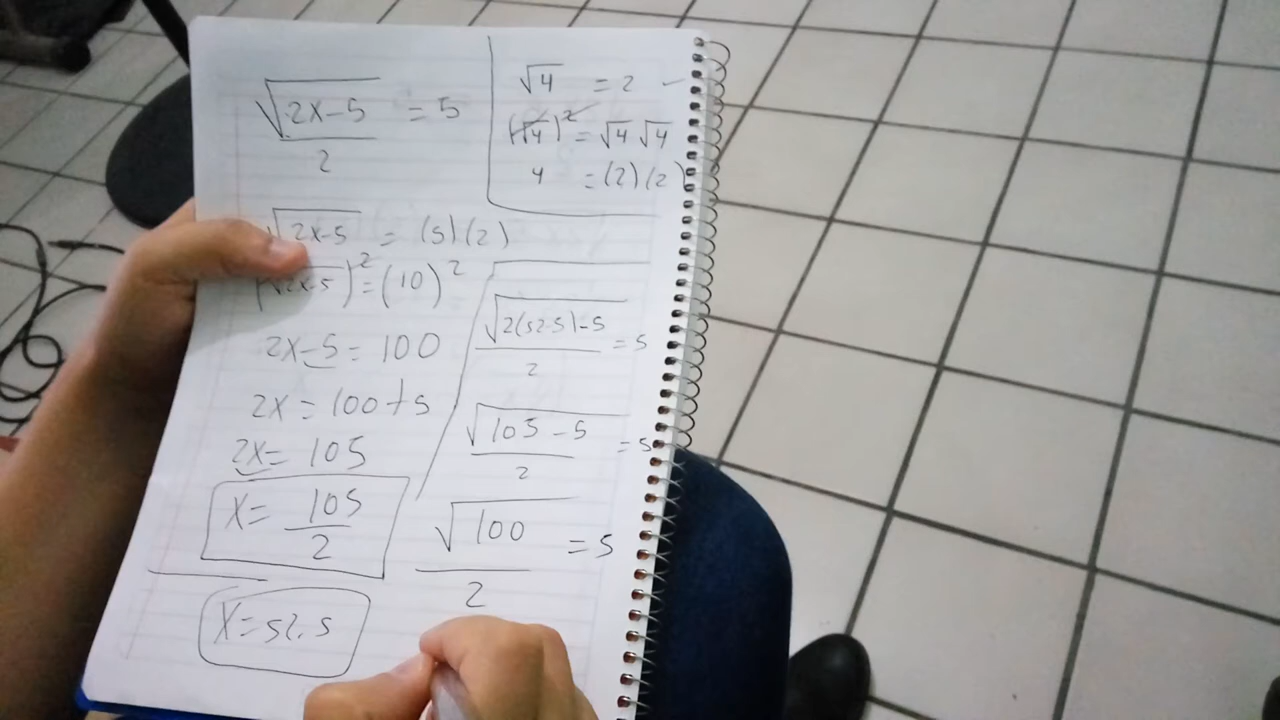 √2x-5 / 2 = 5
√4 = 2
(√4)² = √4 √4
4 = (2)(2)
√2x-5 = (5)(2)
(√2x-5)² = (10)²
2x-5 = 100
2x = 100+5
2x = 105
x = 105 / 2
x = 52.5
√2(52.5)-5 / 2 = 5
√105-5 / 2 = 5
√100 / 2 = 5